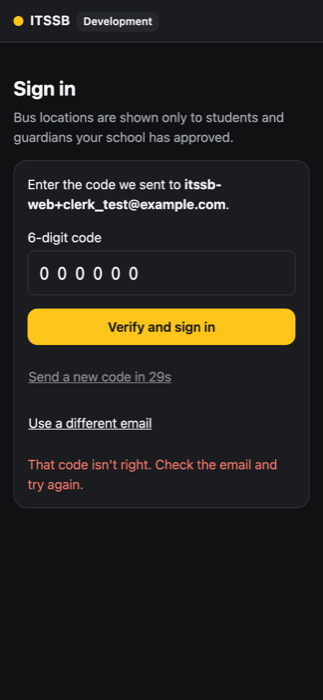 ITSSB Development
Sign in
Bus locations are shown only to students and
guardians your school has approved.
Enter the code we sent to itssb-
web+clerk_test@example.com.
6-digit code
0 0 0 0 0 0
Verify and sign in
Send a new code in 29s
Use a different email
That code isn't right. Check the email and
try again.